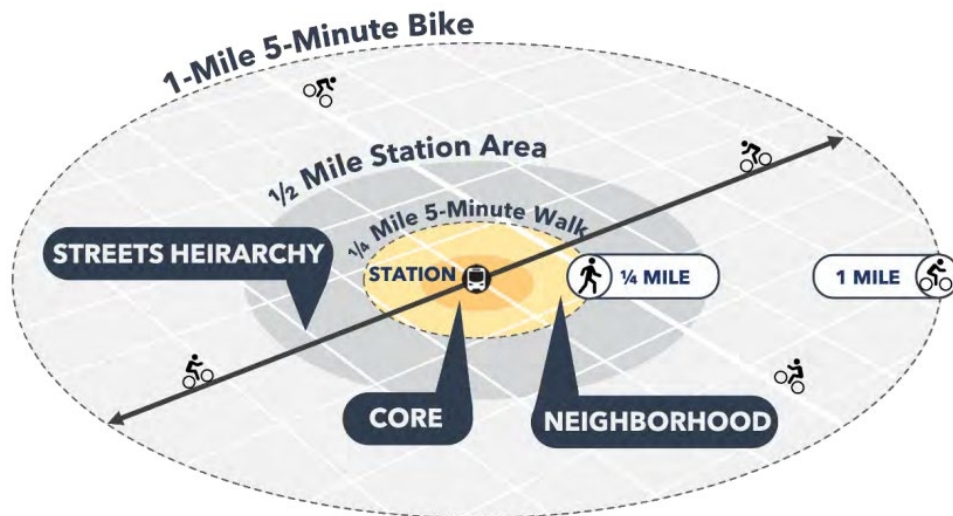 1-Mile 5-Minute Bike
½ Mile Station Area
¼ Mile 5-Minute Walk
STREETS HEIRARCHY
STATION
¼ MILE
1 MILE
CORE
NEIGHBORHOOD